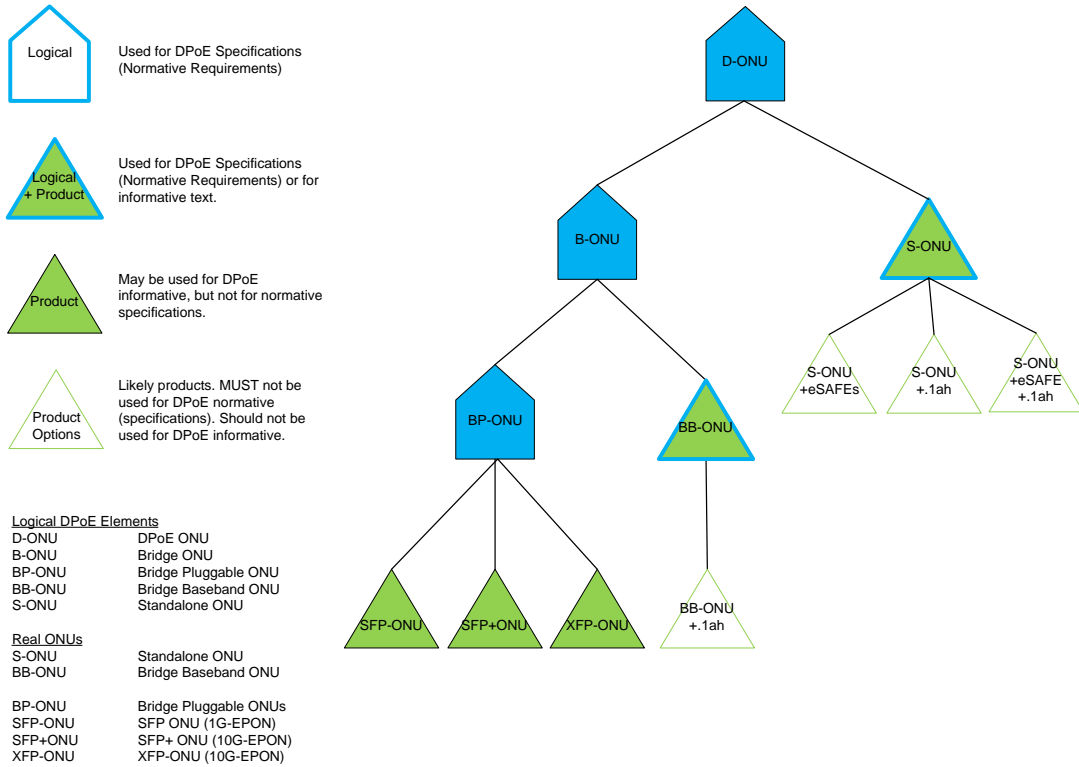 Logical
Used for DPoE Specifications
(Normative Requirements)
Logical
+ Product
Used for DPoE Specifications
(Normative Requirements) or for
informative text.
Product
May be used for DPoE
informative, but not for normative
specifications.
Product
Options
Likely products. MUST not be
used for DPoE normative
(specifications). Should not be
used for DPoE informative.
D-ONU
B-ONU
S-ONU
S-ONU
+eSAFEs
S-ONU
+.1ah
S-ONU
+eSAFE
+.1ah
BP-ONU
BB-ONU
SFP-ONU
SFP+ONU
XFP-ONU
BB-ONU
+.1ah
Logical DPoE Elements
D-ONU DPoE ONU
B-ONU Bridge ONU
BP-ONU Bridge Pluggable ONU
BB-ONU Bridge Baseband ONU
S-ONU Standalone ONU
Real ONUs
S-ONU Standalone ONU
BB-ONU Bridge Baseband ONU
BP-ONU Bridge Pluggable ONUs
SFP-ONU SFP ONU (1G-EPON)
SFP+ONU SFP+ ONU (10G-EPON)
XFP-ONU XFP-ONU (10G-EPON)